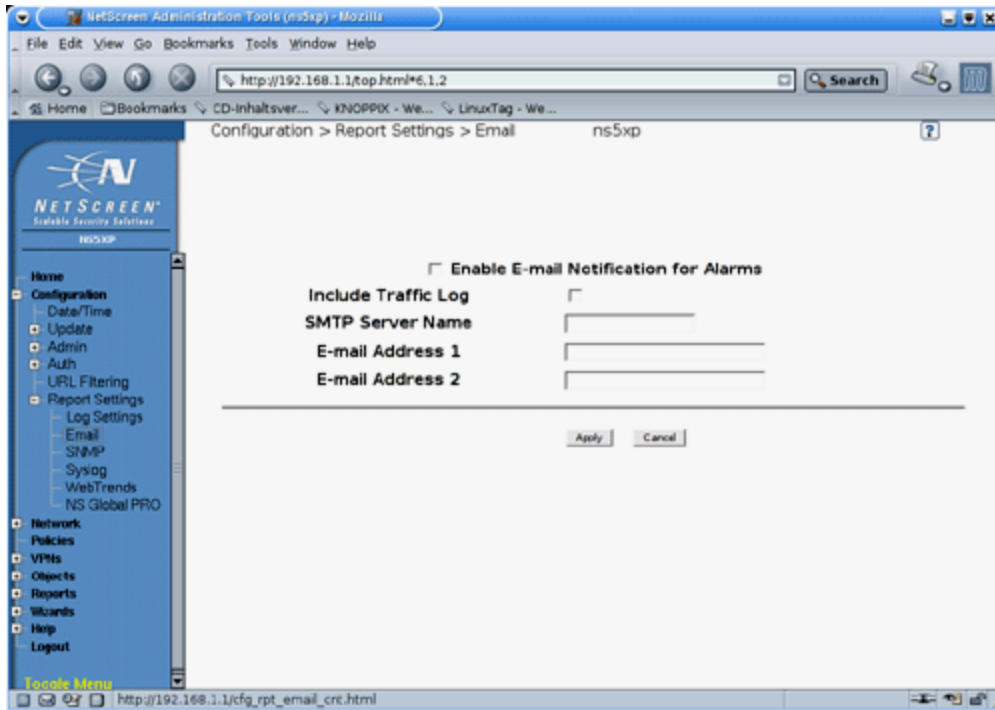 NetScreen Administration Tools (ns5xp) - Mozilla
File Edit View Go Bookmarks Tools Window Help
http://192.168.1.1/top.html#6,1,2 Search
Home Bookmarks CD-Inhaltsver... KNOPPIX - We... LinuxTag - We...
Configuration > Report Settings > Email ns5xp ?
N
NETSCREEN
Scalable Security Solutions
NS5XP
Home
Configuration
Date/Time
Update
Admin
Auth
URL Filtering
Report Settings
Log Settings
Email
SNMP
Syslog
WebTrends
NS Global PRO
Network
Policies
VPNs
Objects
Reports
Wizards
Help
Logout
Toggle Menu
Enable E-mail Notification for Alarms
Include Traffic Log
SMTP Server Name
E-mail Address 1
E-mail Address 2
Apply Cancel
http://192.168.1.1/cfg_rpt_email_cnt.html